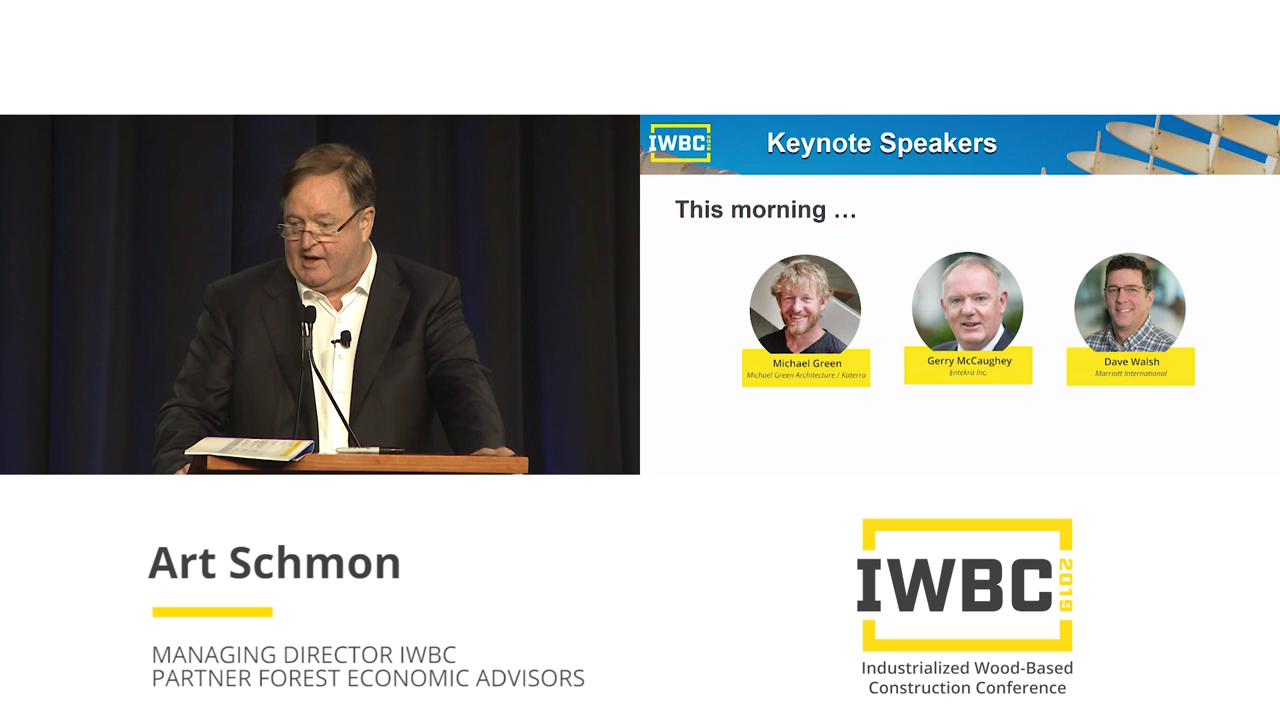 IWBC 2019
Keynote Speakers
This morning …
Michael Green
Michael Green Architecture / Katerra
Gerry McCaughey
Entekra Inc.
Dave Walsh
Marriott International
Art Schmon
MANAGING DIRECTOR IWBC
PARTNER FOREST ECONOMIC ADVISORS
IWBC 2019
Industrialized Wood-Based
Construction Conference